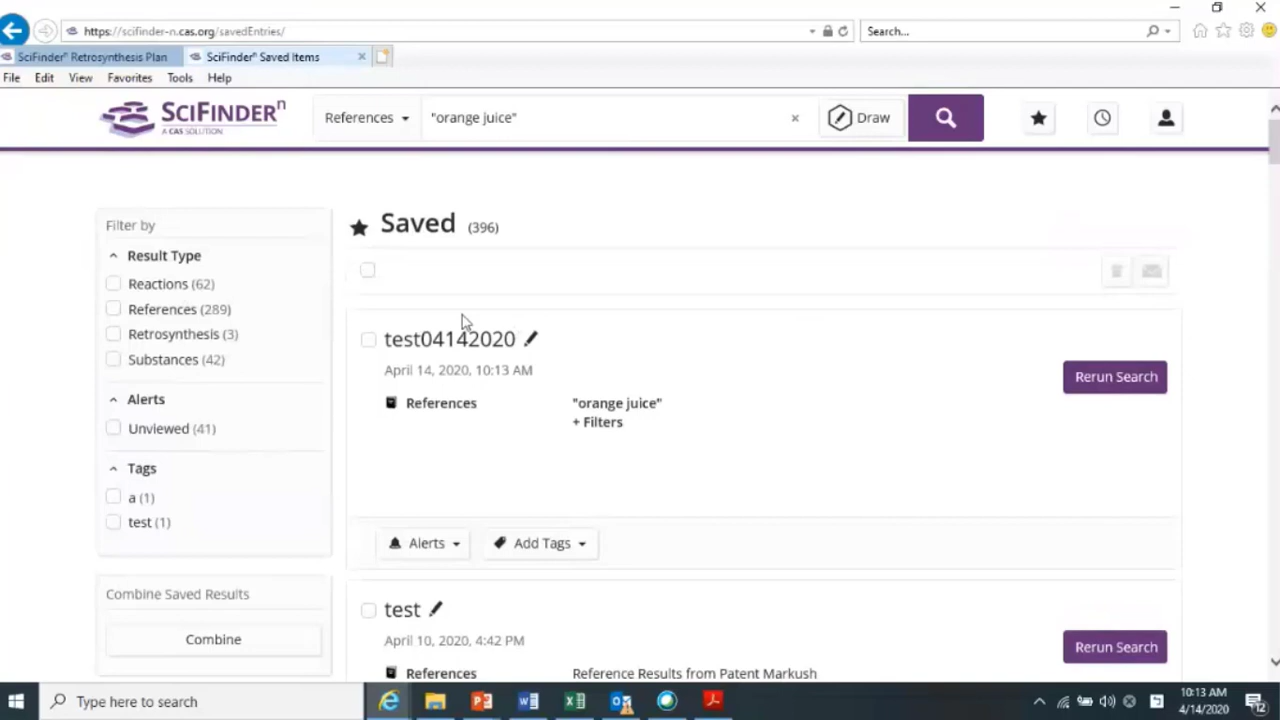 https://scifinder-n.cas.org/savedEntries/
Search...
SciFinderⁿ Retrosynthesis Plan
SciFinderⁿ Saved Items
File Edit View Favorites Tools Help
SCIFINDERⁿ
A CAS SOLUTION
References
"orange juice"
Draw
Filter by
Result Type
Reactions (62)
References (289)
Retrosynthesis (3)
Substances (42)
Alerts
Unviewed (41)
Tags
a (1)
test (1)
Combine Saved Results
Combine
Saved (396)
test04142020
April 14, 2020, 10:13 AM
References
"orange juice"
+ Filters
Rerun Search
Alerts
Add Tags
test
April 10, 2020, 4:42 PM
References
Reference Results from Patent Markush
Rerun Search
Type here to search
10:13 AM
4/14/2020
12